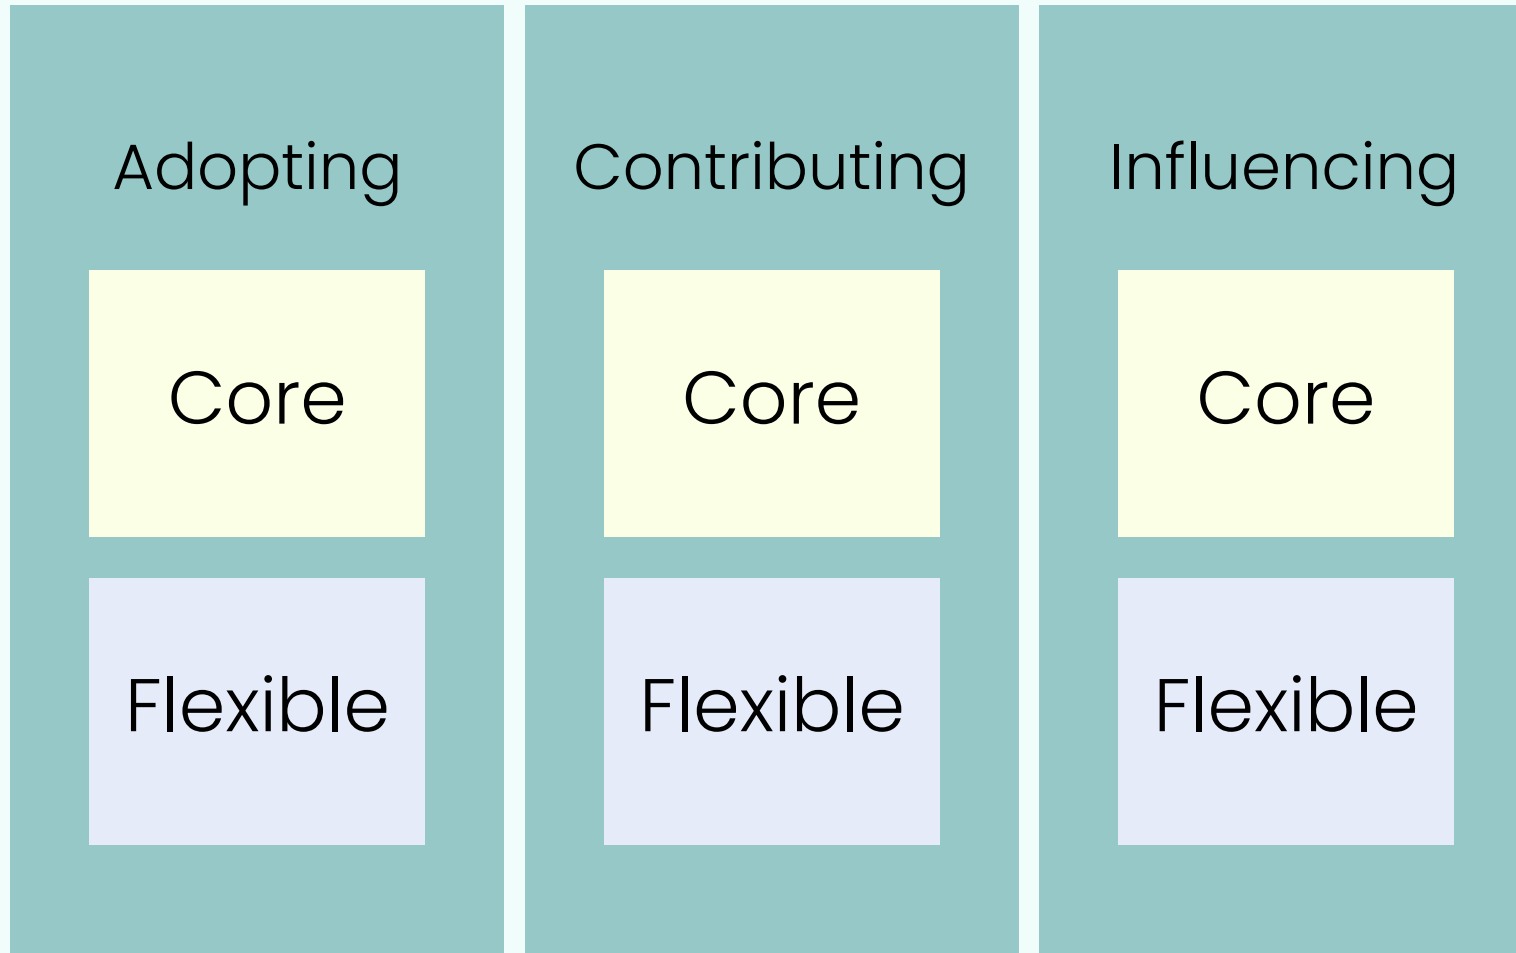 Adopting
Contributing
Influencing
Core
Core
Core
Flexible
Flexible
Flexible